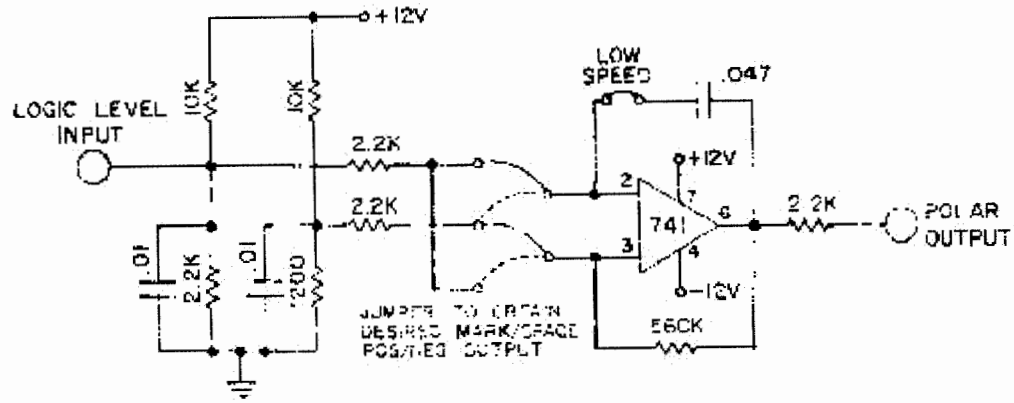 +12V
10K
10K
LOGIC LEVEL
INPUT
2.2K
2.2K
.01
2.2K
.01
1200
LOW
SPEED
.047
+12V
2
7
741
6
3
4
-12V
2.2K
POLAR
OUTPUT
JUMPER TO OBTAIN
DESIRED MARK/SPACE
POS/NEG OUTPUT
560K